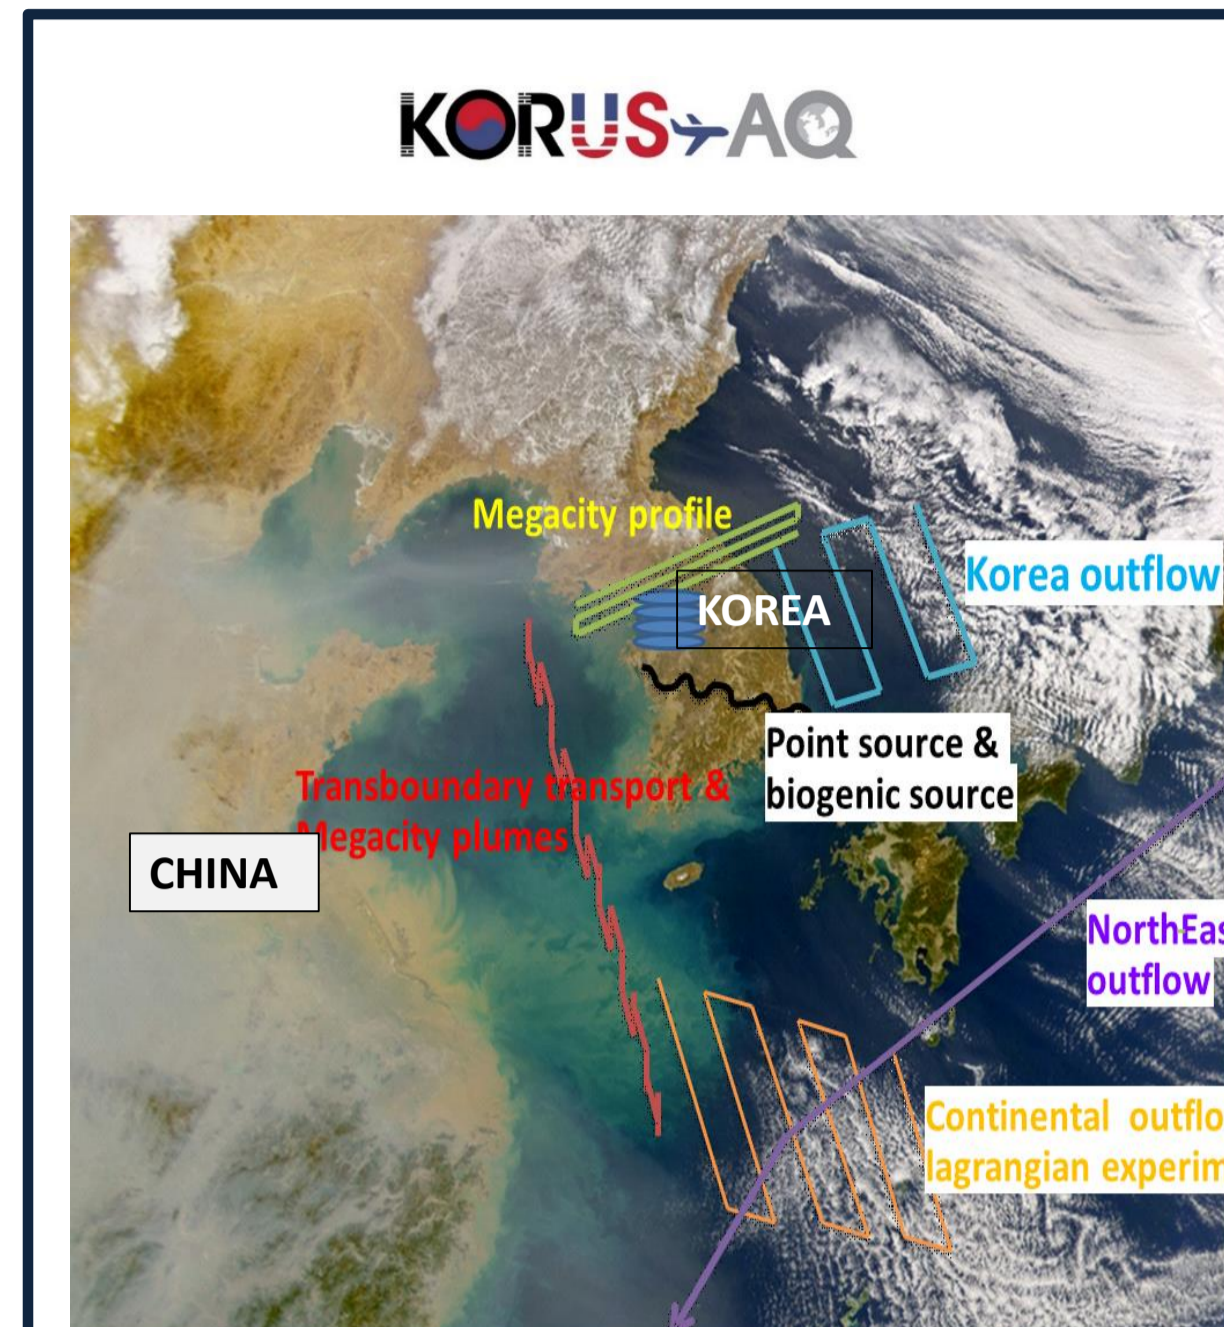 KORUS AQ
Megacity profile
Korea outflow
KOREA
Point source &
biogenic source
Transboundary transport &
Megacity plumes
CHINA
outflow
Continental outflo
lagrangian experim